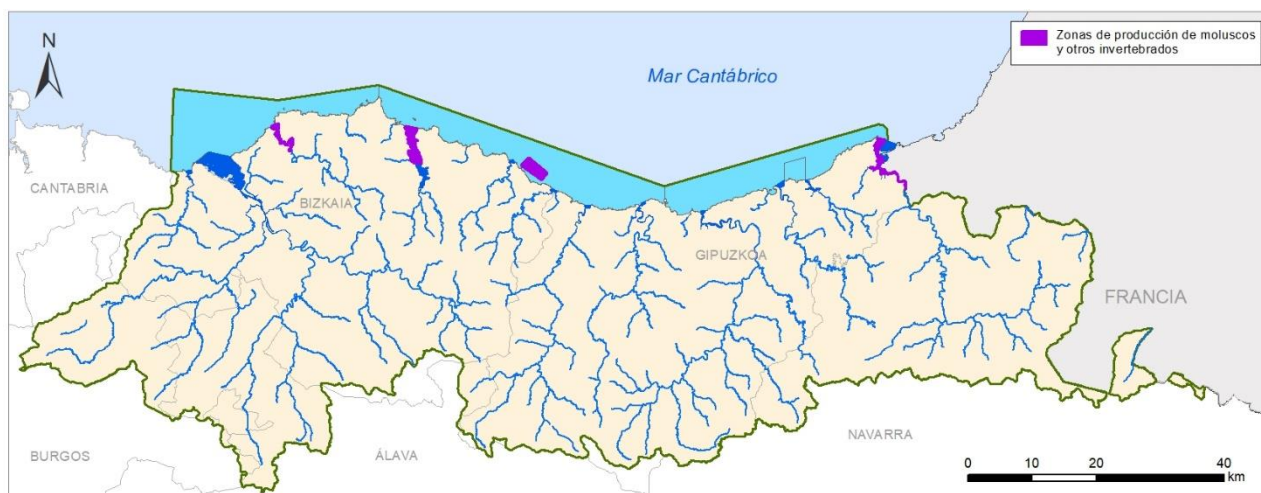 Zonas de producción de moluscos
y otros invertebrados
N
Mar Cantábrico
CANTABRIA
BIZKAIA
GIPUZKOA
FRANCIA
NAVARRA
BURGOS
ÁLAVA
0 10 20 40
km